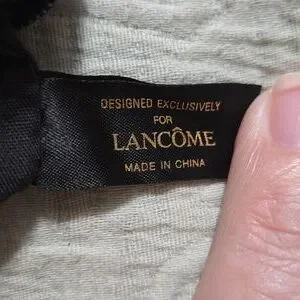 DESIGNED EXCLUSIVELY
FOR
LANCÔME
MADE IN CHINA